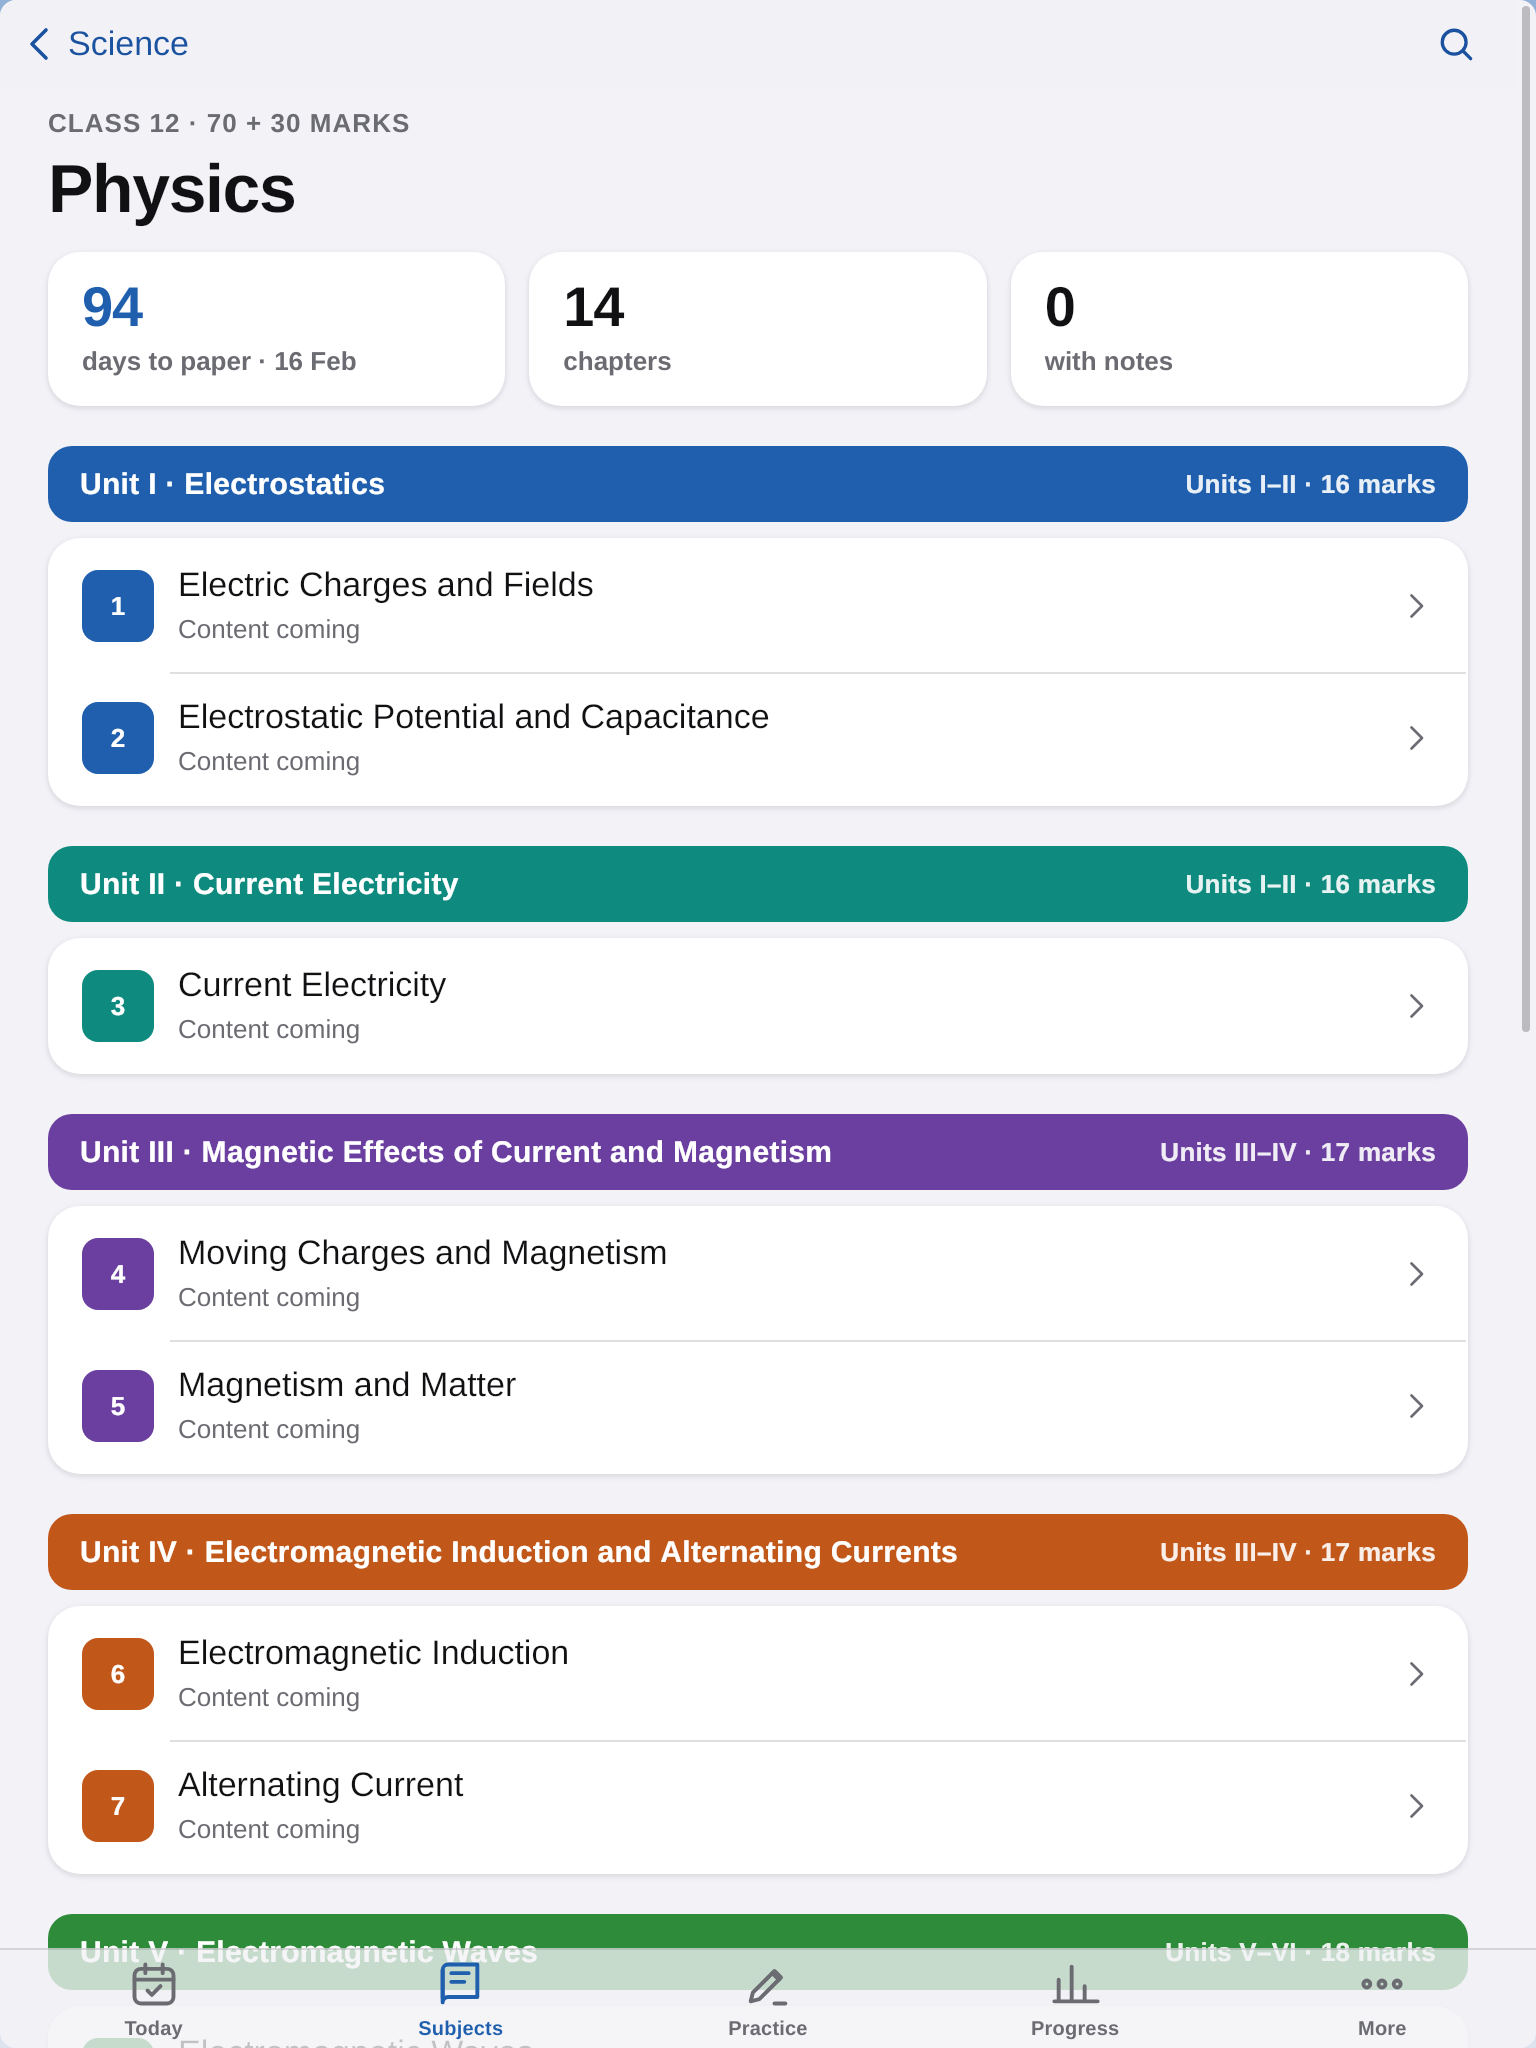 Science
CLASS 12 · 70 + 30 MARKS
Physics
94
days to paper · 16 Feb
14
chapters
0
with notes
Unit I · Electrostatics
Units I–II · 16 marks
1
Electric Charges and Fields
Content coming
2
Electrostatic Potential and Capacitance
Content coming
Unit II · Current Electricity
Units I–II · 16 marks
3
Current Electricity
Content coming
Unit III · Magnetic Effects of Current and Magnetism
Units III–IV · 17 marks
4
Moving Charges and Magnetism
Content coming
5
Magnetism and Matter
Content coming
Unit IV · Electromagnetic Induction and Alternating Currents
Units III–IV · 17 marks
6
Electromagnetic Induction
Content coming
7
Alternating Current
Content coming
Unit V · Electromagnetic Waves
Units V–VI · 18 marks
Electromagnetic Waves
Today
Subjects
Practice
Progress
More